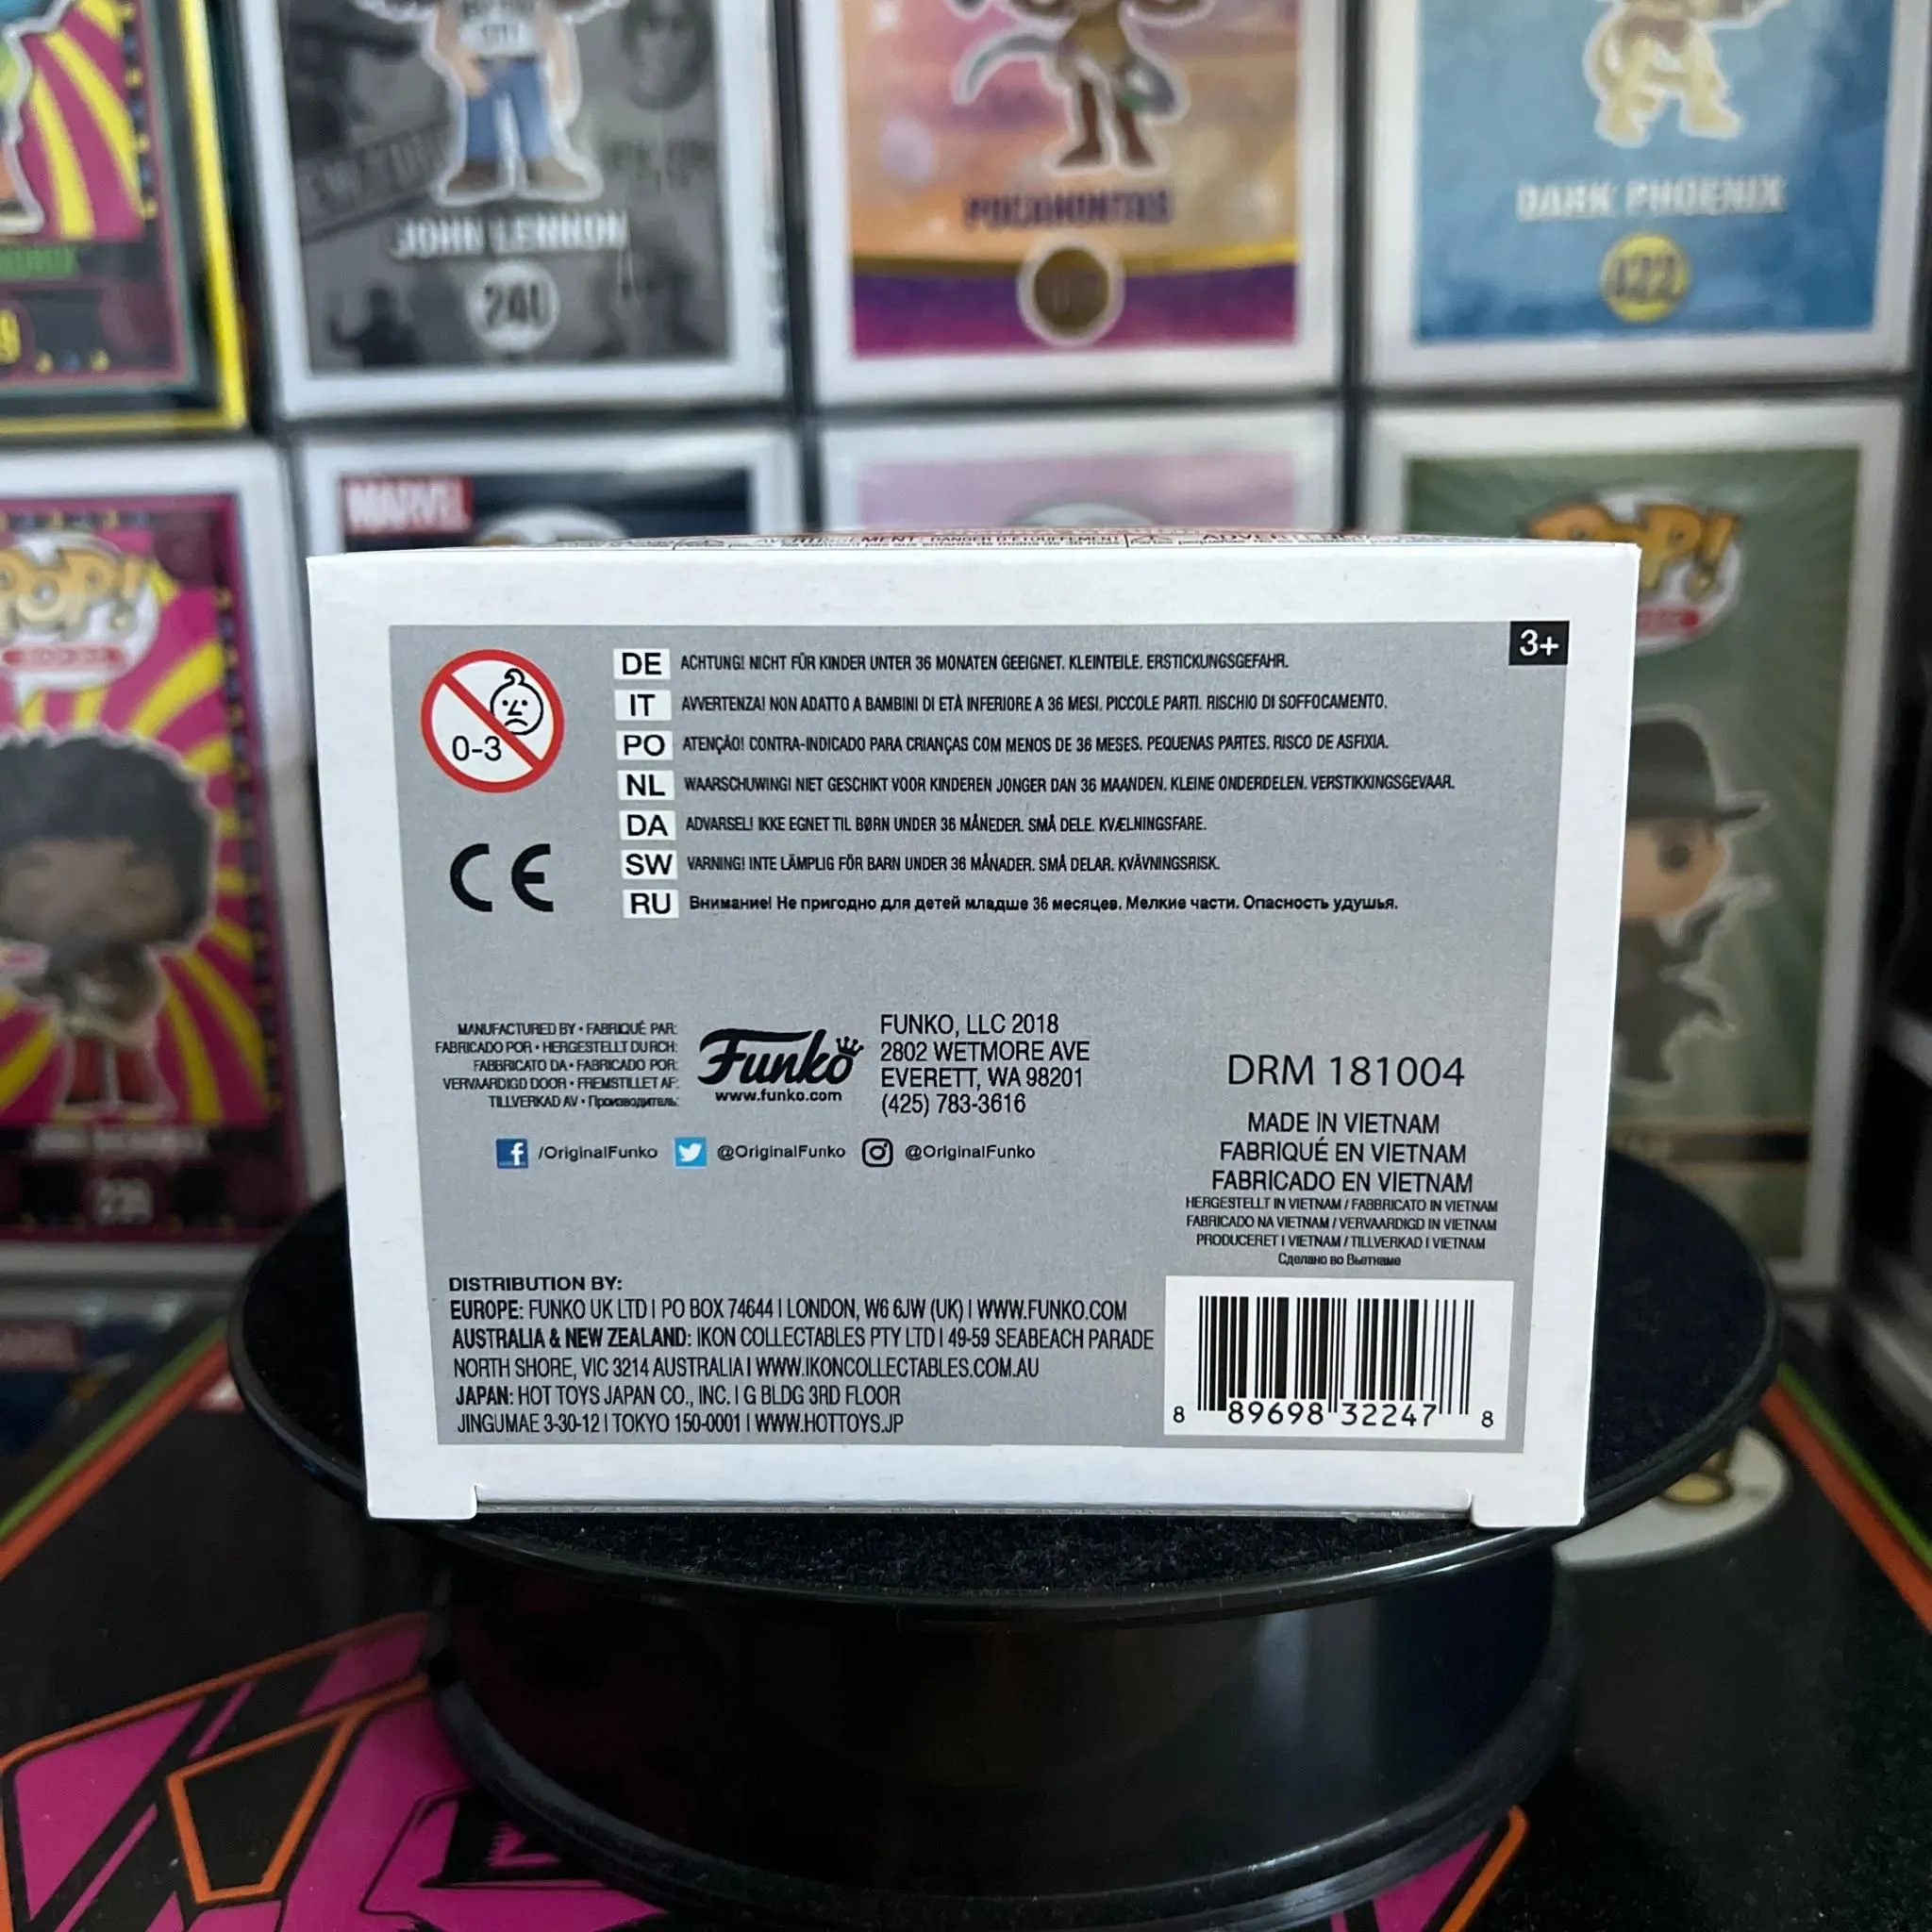 JOHN LENNON
246
POCAHONTAS
DARK PHOENIX
422
MARVEL
POP!
POP!
3+
0-3
DE ACHTUNG! NICHT FÜR KINDER UNTER 36 MONATEN GEEIGNET. KLEINTEILE. ERSTICKUNGSGEFAHR.
IT AVVERTENZA! NON ADATTO A BAMBINI DI ETÀ INFERIORE A 36 MESI. PICCOLE PARTI. RISCHIO DI SOFFOCAMENTO.
PO ATENÇÃO! CONTRA-INDICADO PARA CRIANÇAS COM MENOS DE 36 MESES. PEQUENAS PARTES. RISCO DE ASFIXIA.
NL WAARSCHUWING! NIET GESCHIKT VOOR KINDEREN JONGER DAN 36 MAANDEN. KLEINE ONDERDELEN. VERSTIKKINGSGEVAAR.
DA ADVARSEL! IKKE EGNET TIL BØRN UNDER 36 MÅNEDER. SMÅ DELE. KVÆLNINGSFARE.
SW VARNING! INTE LÄMPLIG FÖR BARN UNDER 36 MÅNADER. SMÅ DELAR. KVÄVNINGSRISK.
RU Внимание! Не пригодно для детей младше 36 месяцев. Мелкие части. Опасность удушья.
CE
MANUFACTURED BY • FABRIQUÉ PAR:
FABRICADO POR • HERGESTELLT DURCH:
FABBRICATO DA • FABRICADO POR:
VERVAARDIGD DOOR • FREMSTILLET AF:
TILLVERKAD AV • Производитель:
Funko
www.funko.com
FUNKO, LLC 2018
2802 WETMORE AVE
EVERETT, WA 98201
(425) 783-3616
/OriginalFunko @OriginalFunko @OriginalFunko
DRM 181004
MADE IN VIETNAM
FABRIQUÉ EN VIETNAM
FABRICADO EN VIETNAM
HERGESTELLT IN VIETNAM / FABBRICATO IN VIETNAM
FABRICADO NA VIETNAM / VERVAARDIGD IN VIETNAM
PRODUCERET I VIETNAM / TILLVERKAD I VIETNAM
Сделано во Вьетнаме
DISTRIBUTION BY:
EUROPE: FUNKO UK LTD | PO BOX 74644 | LONDON, W6 6JW (UK) | WWW.FUNKO.COM
AUSTRALIA & NEW ZEALAND: IKON COLLECTABLES PTY LTD | 49-59 SEABEACH PARADE
NORTH SHORE, VIC 3214 AUSTRALIA | WWW.IKONCOLLECTABLES.COM.AU
JAPAN: HOT TOYS JAPAN CO., INC. | G BLDG 3RD FLOOR
JINGUMAE 3-30-12 | TOKYO 150-0001 | WWW.HOTTOYS.JP
8 89698 32247 8